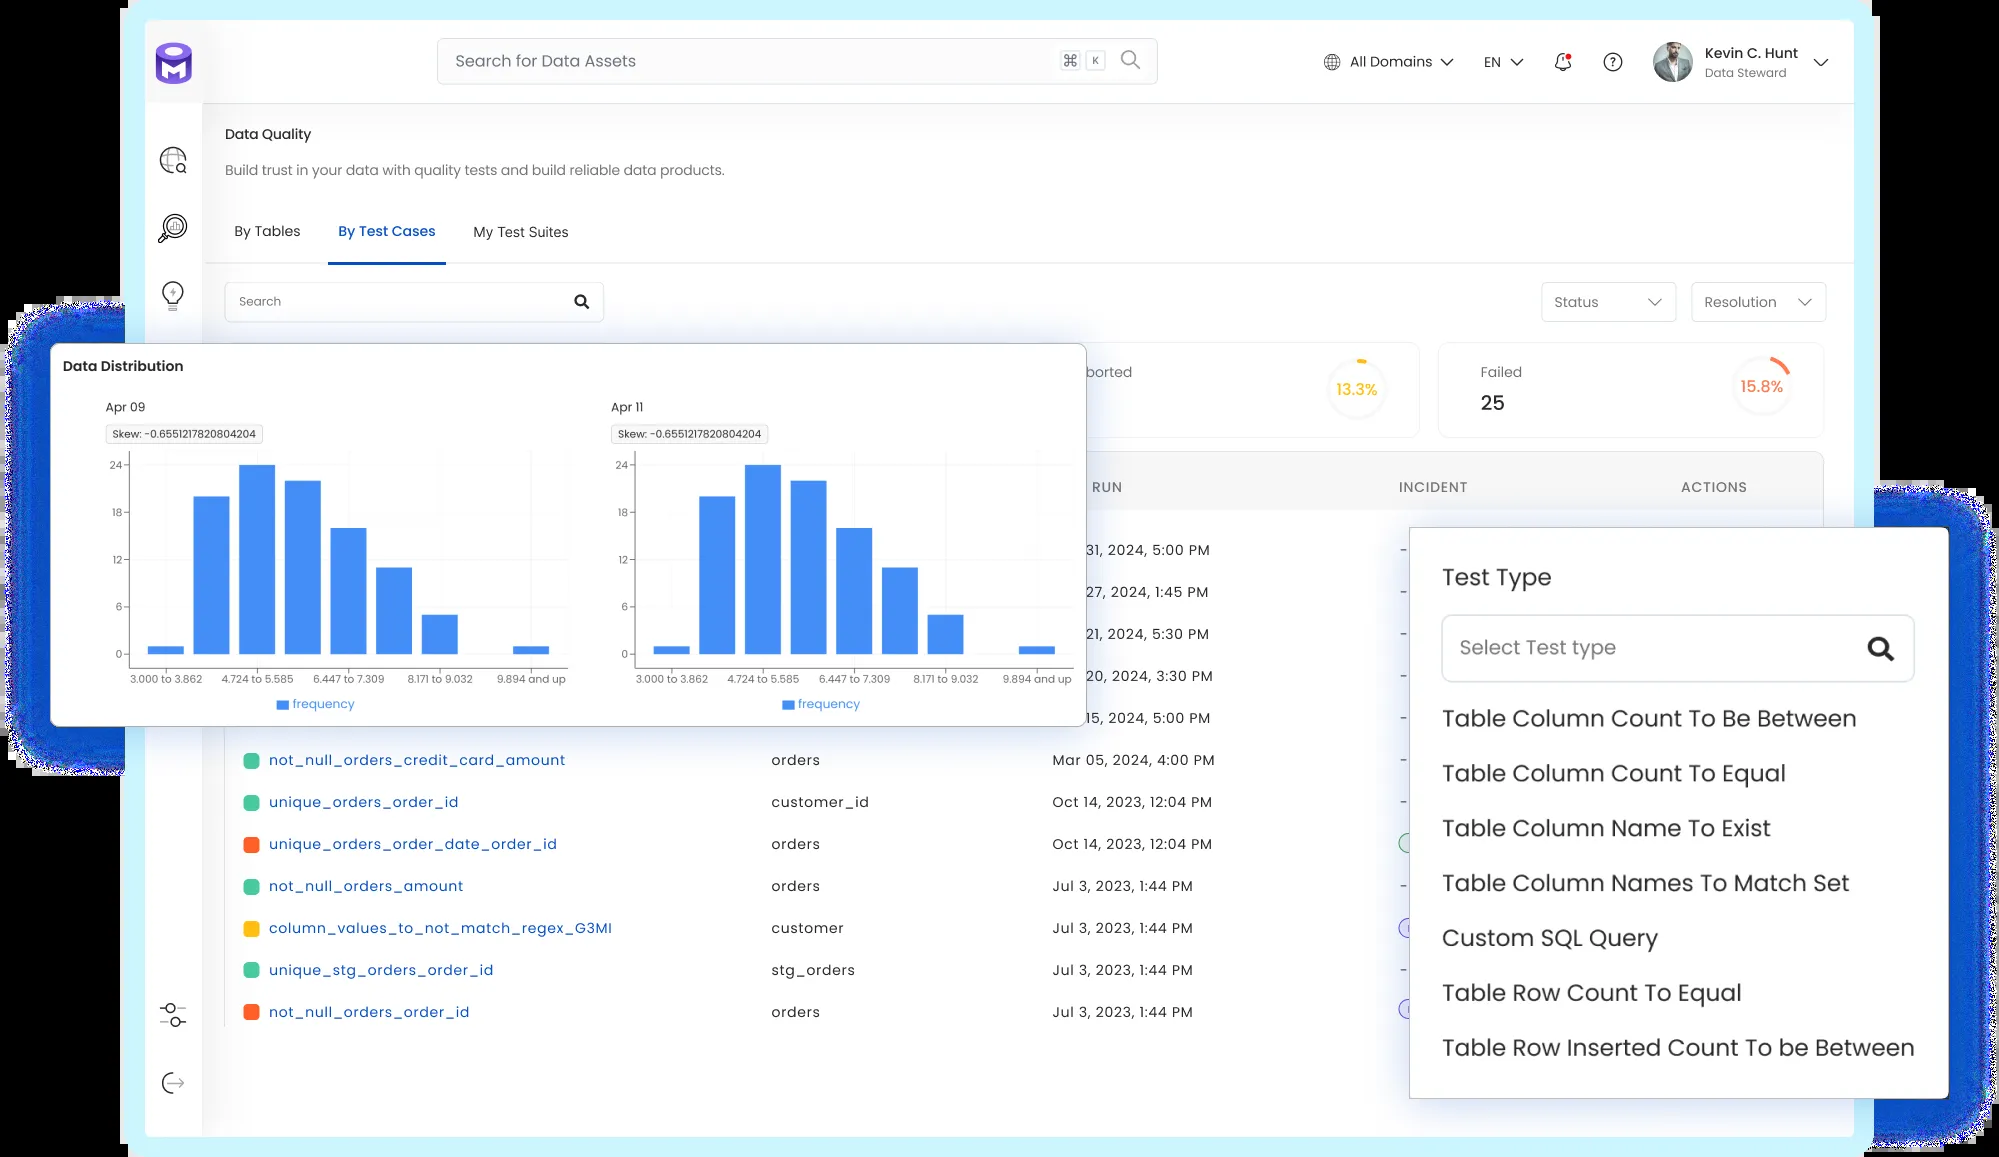 Search for Data Assets
⌘ K
All Domains
EN
Kevin C. Hunt
Data Steward
Data Quality
Build trust in your data with quality tests and build reliable data products.
By Tables By Test Cases My Test Suites
Search
Status
Resolution
borted
13.3%
Failed
25
15.8%
Data Distribution
Apr 09
Skew: -0.6551217820804204
24
18
12
6
0
3.000 to 3.862 4.724 to 5.585 6.447 to 7.309 8.171 to 9.032 9.894 and up
frequency
Apr 11
Skew: -0.6551217820804204
24
18
12
6
0
3.000 to 3.862 4.724 to 5.585 6.447 to 7.309 8.171 to 9.032 9.894 and up
frequency
RUN INCIDENT ACTIONS
31, 2024, 5:00 PM -
27, 2024, 1:45 PM -
21, 2024, 5:30 PM -
20, 2024, 3:30 PM -
15, 2024, 5:00 PM -
not_null_orders_credit_card_amount orders Mar 05, 2024, 4:00 PM -
unique_orders_order_id customer_id Oct 14, 2023, 12:04 PM -
unique_orders_order_date_order_id orders Oct 14, 2023, 12:04 PM
not_null_orders_amount orders Jul 3, 2023, 1:44 PM -
column_values_to_not_match_regex_G3MI customer Jul 3, 2023, 1:44 PM
unique_stg_orders_order_id stg_orders Jul 3, 2023, 1:44 PM -
not_null_orders_order_id orders Jul 3, 2023, 1:44 PM
Test Type
Select Test type
Table Column Count To Be Between
Table Column Count To Equal
Table Column Name To Exist
Table Column Names To Match Set
Custom SQL Query
Table Row Count To Equal
Table Row Inserted Count To be Between